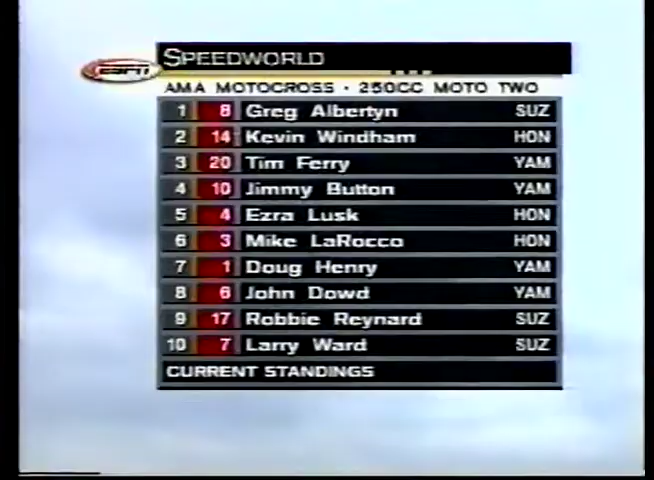 SPEEDWORLD
ESPN
AMA MOTOCROSS · 250CC MOTO TWO
1 8 Greg Albertyn SUZ
2 14 Kevin Windham HON
3 20 Tim Ferry YAM
4 10 Jimmy Button YAM
5 4 Ezra Lusk HON
6 3 Mike LaRocco HON
7 1 Doug Henry YAM
8 6 John Dowd YAM
9 17 Robbie Reynard SUZ
10 7 Larry Ward SUZ
CURRENT STANDINGS